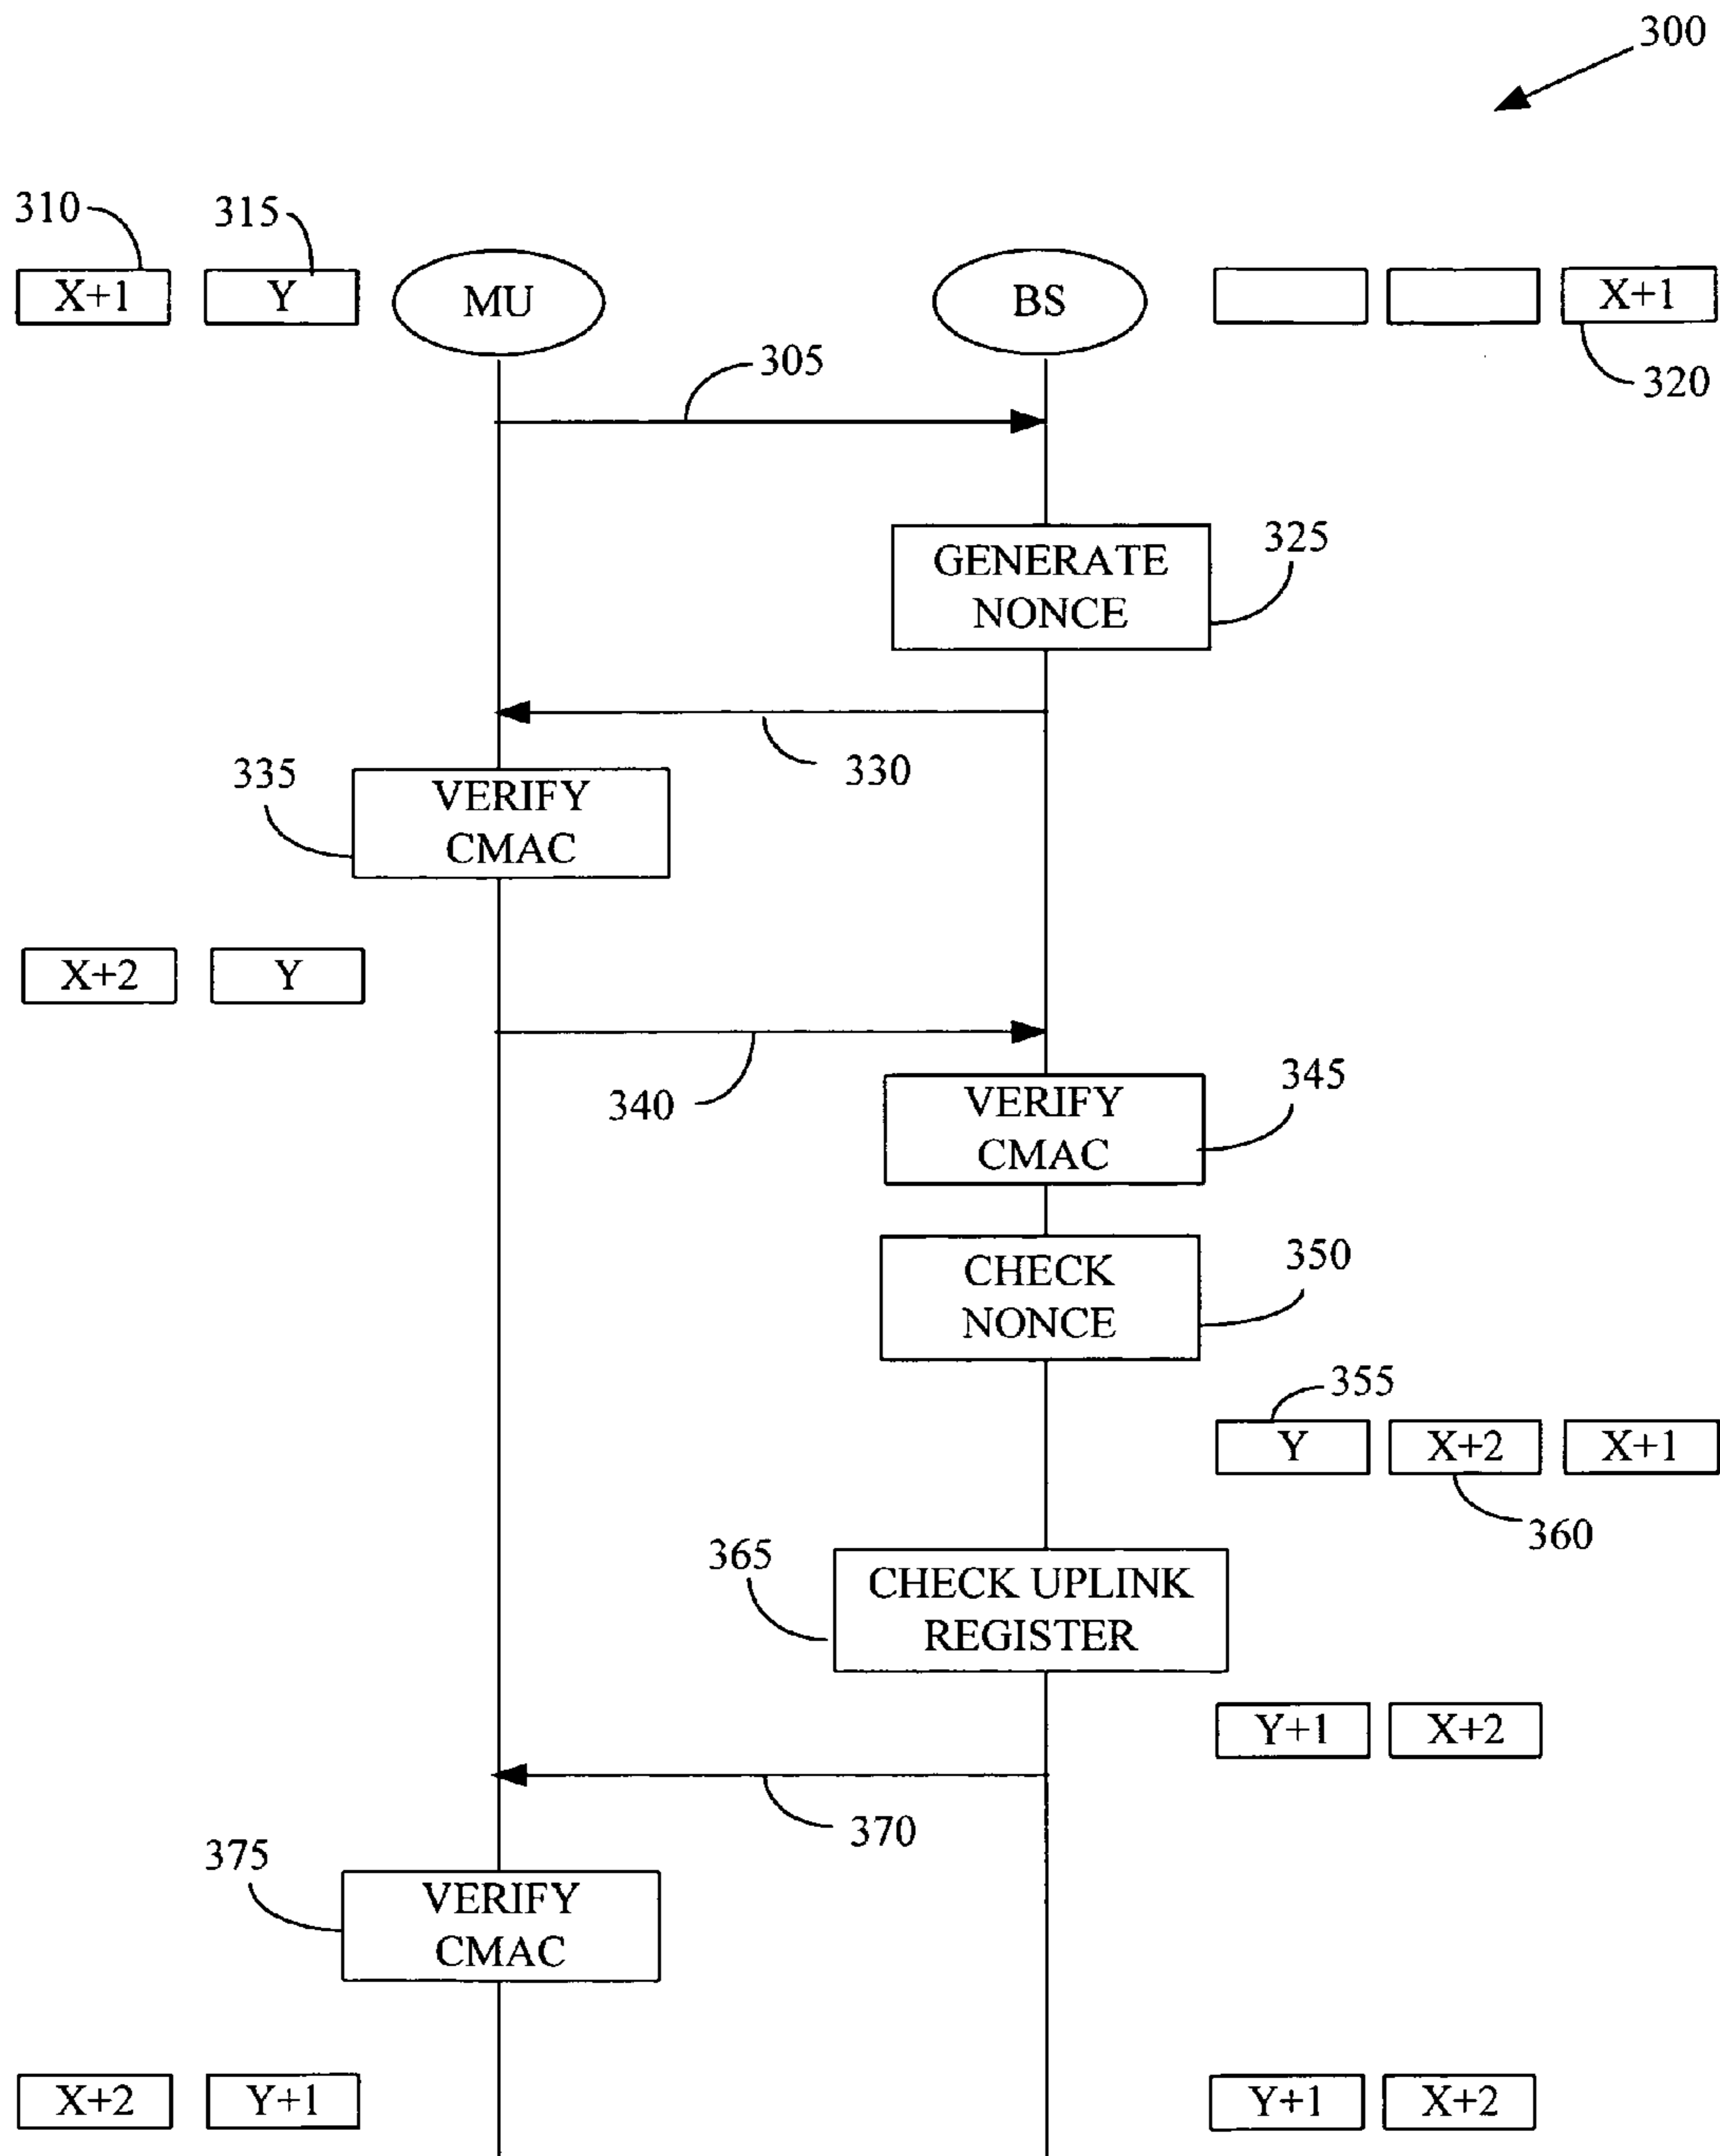 300
310
315
X+1
Y
MU
BS
X+1
320
305
GENERATE
NONCE
325
330
335
VERIFY
CMAC
X+2
Y
340
VERIFY
CMAC
345
CHECK
NONCE
350
355
Y
X+2
X+1
360
365
CHECK UPLINK
REGISTER
Y+1
X+2
370
375
VERIFY
CMAC
X+2
Y+1
Y+1
X+2